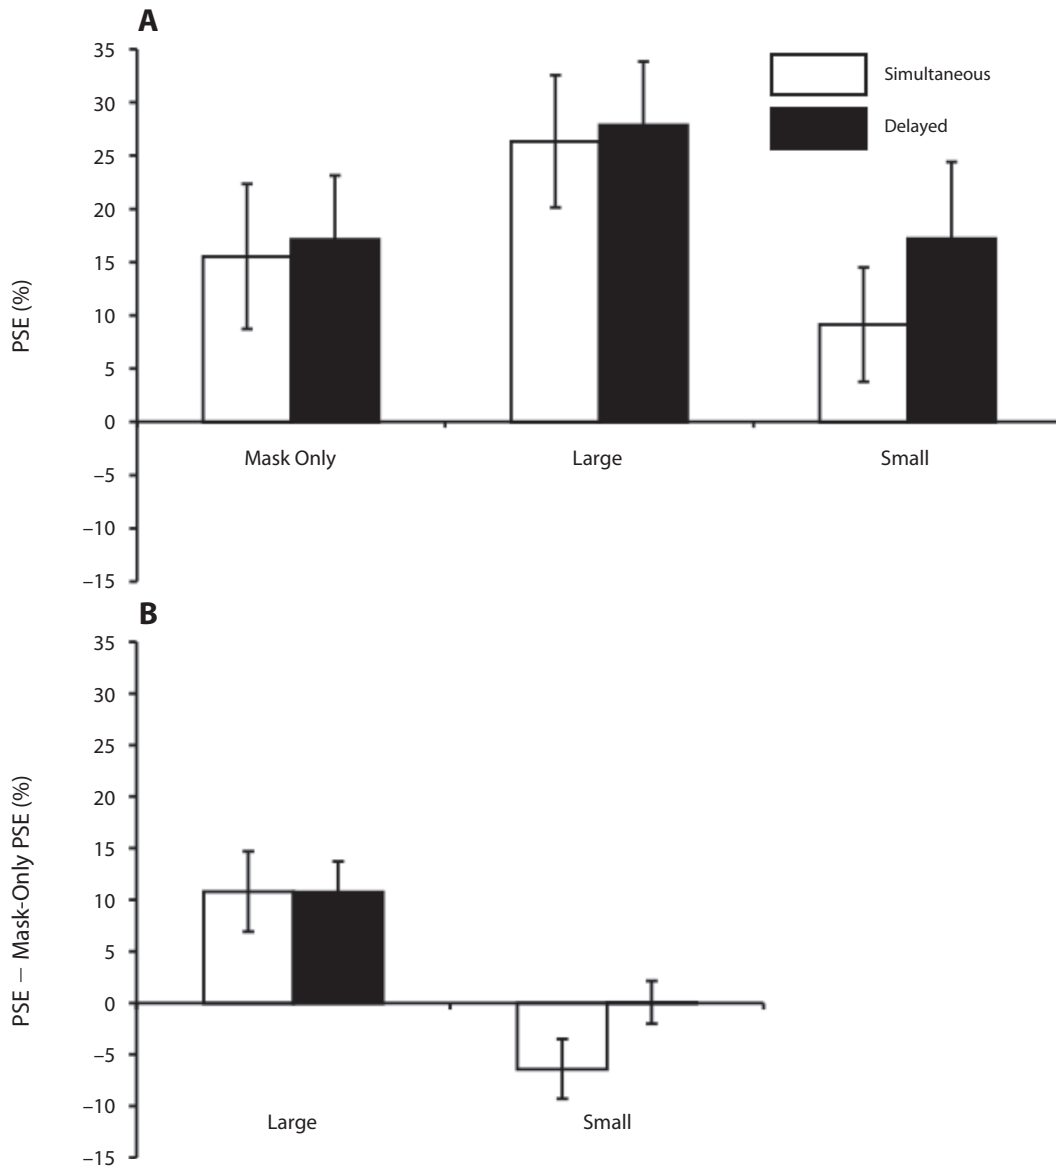 A
35
30
25
20
15
10
5
0
–5
–10
–15
PSE (%)
Simultaneous
Delayed
Mask Only Large Small
B
35
30
25
20
15
10
5
0
–5
–10
–15
PSE – Mask-Only PSE (%)
Large Small